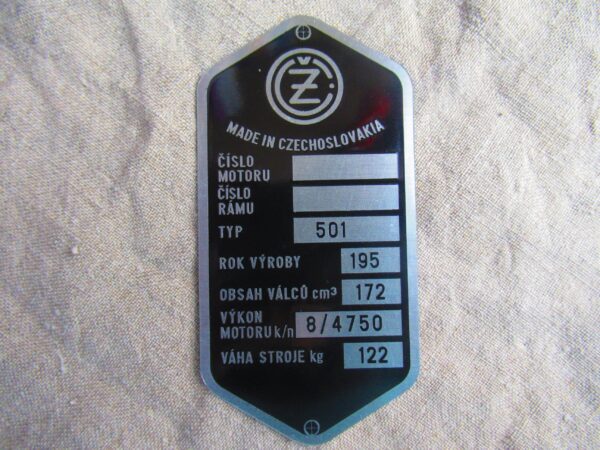 ČZ
MADE IN CZECHOSLOVAKIA
ČÍSLO
MOTORU
ČÍSLO
RÁMU
TYP 501
ROK VÝROBY 195
OBSAH VÁLCŮ cm³ 172
VÝKON
MOTORU k/n 8/4750
VÁHA STROJE kg 122